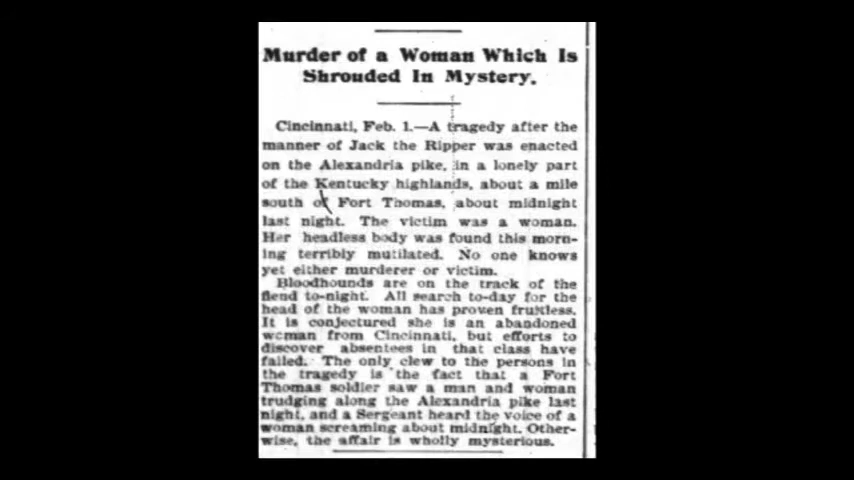 Murder of a Woman Which Is
Shrouded In Mystery.
Cincinnati, Feb. 1.—A tragedy after the
manner of Jack the Ripper was enacted
on the Alexandria pike, in a lonely part
of the Kentucky highlands, about a mile
south of Fort Thomas, about midnight
last night. The victim was a woman.
Her headless body was found this morn-
ing terribly mutilated. No one knows
yet either murderer or victim.
Bloodhounds are on the track of the
fiend to-night. All search to-day for the
head of the woman has proven fruitless.
It is conjectured she is an abandoned
woman from Cincinnati, but efforts to
discover absentees in that class have
failed. The only clew to the persons in
the tragedy is the fact that a Fort
Thomas soldier saw a man and woman
trudging along the Alexandria pike last
night, and a Sergeant heard the voice of a
woman screaming about midnight. Other-
wise, the affair is wholly mysterious.